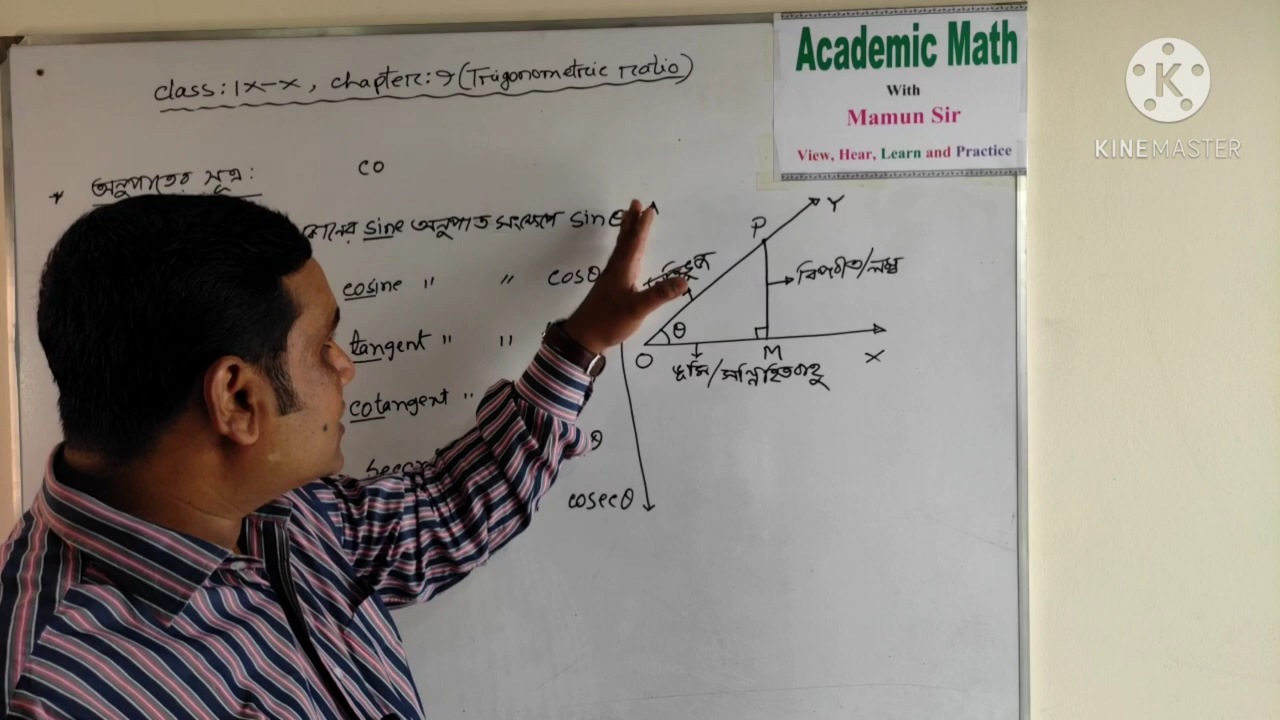 class: IX-X, chapter: 9 (Trigonometric ratio)
Academic Math
With
Mamun Sir
View, Hear, Learn and Practice
KINEMASTER
* অনুপাতের সূত্র:
co
কোনের sine অনুপাত সংক্ষেপে sinθ
cosine " " cosθ
tangent " "
cotangent "
θ
cosecθ
Y
P
বিপরীত/লম্ব
θ
O
M
X
ভূমি/সন্নিহিত বাহু